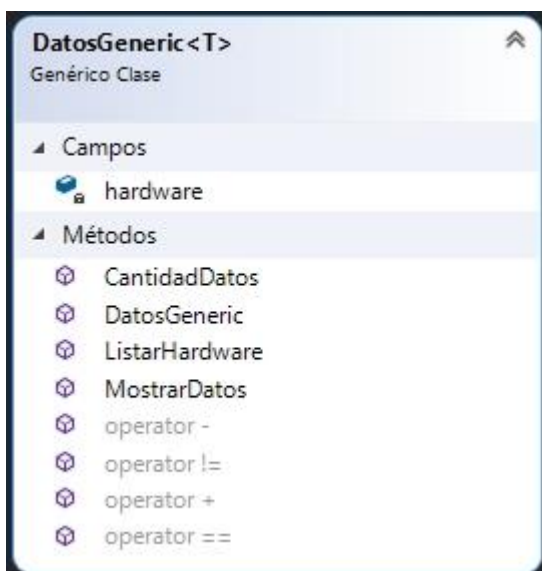 DatosGeneric<T>
Genérico Clase
Campos
hardware
Métodos
CantidadDatos
DatosGeneric
ListarHardware
MostrarDatos
operator -
operator !=
operator +
operator ==